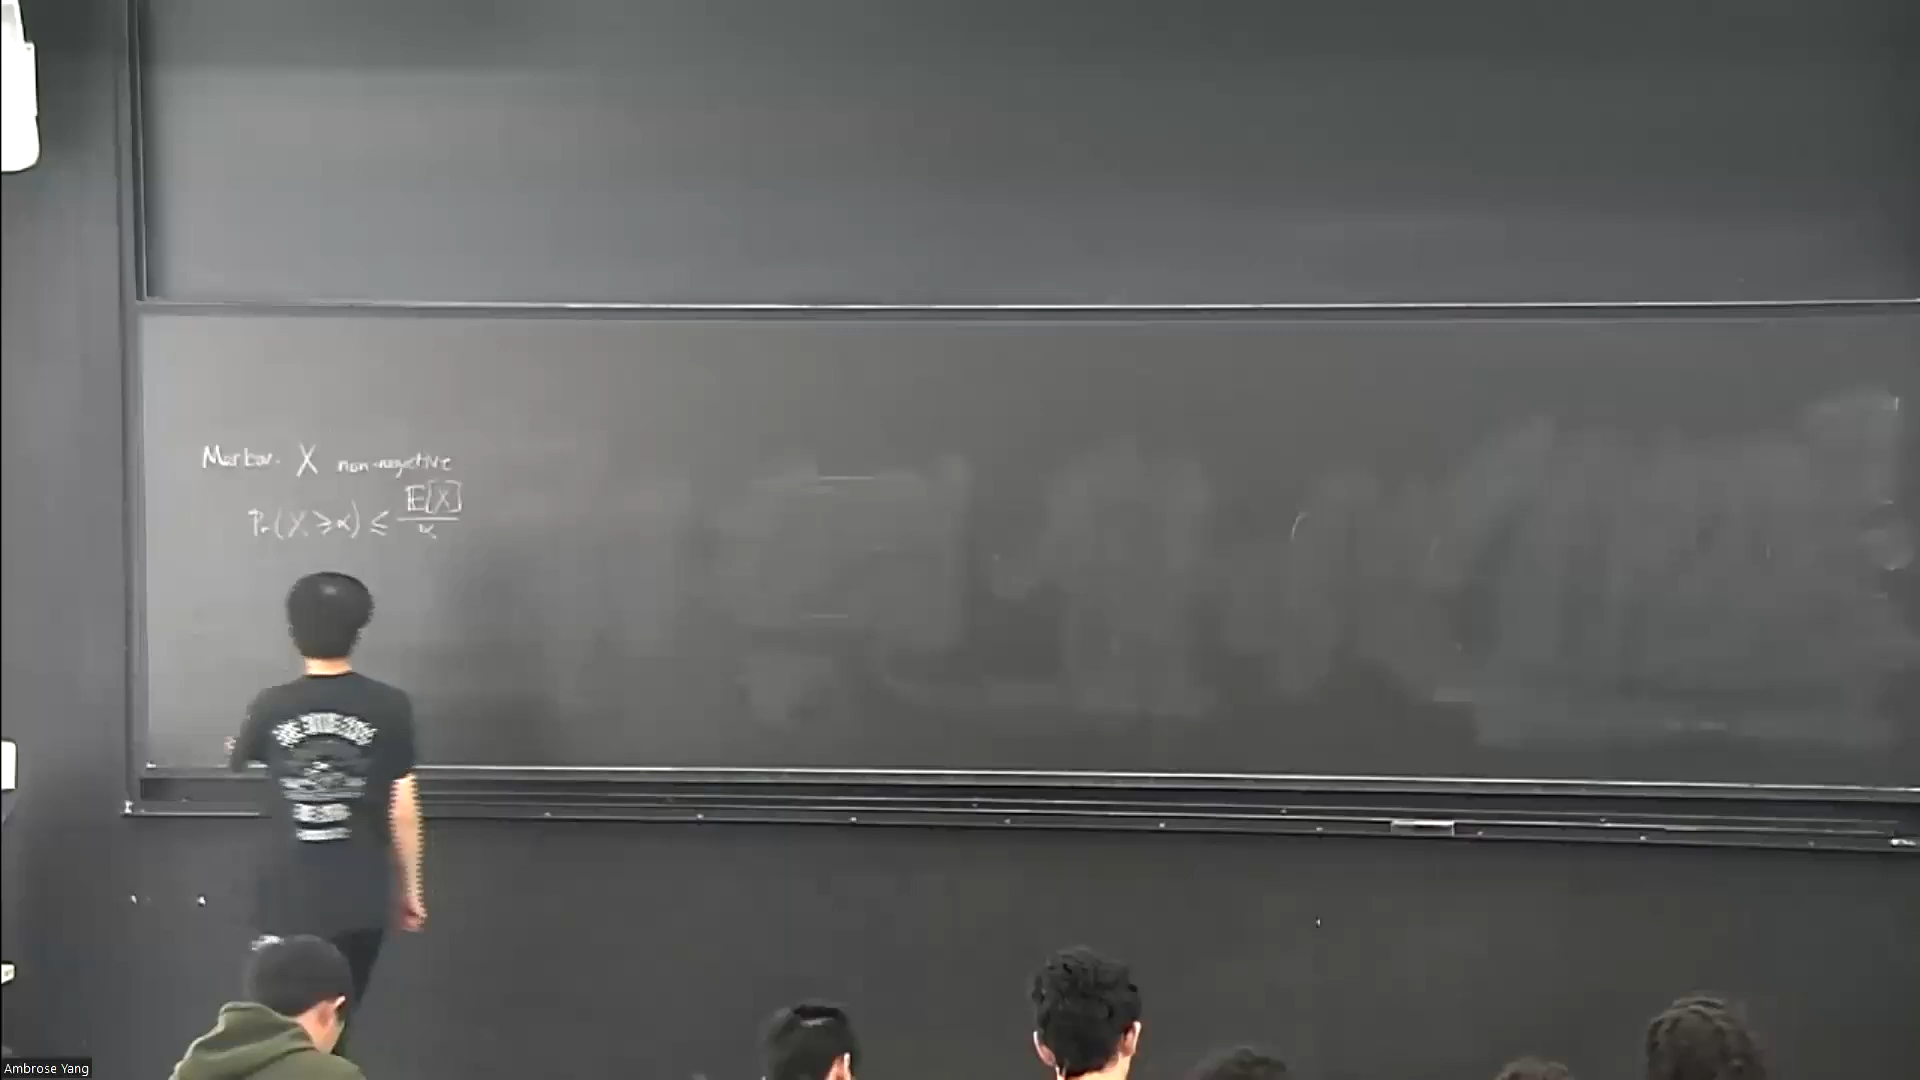 Markov. X non-negative
Pr(X ≥ α) ≤ E[X] / α
Ambrose Yang